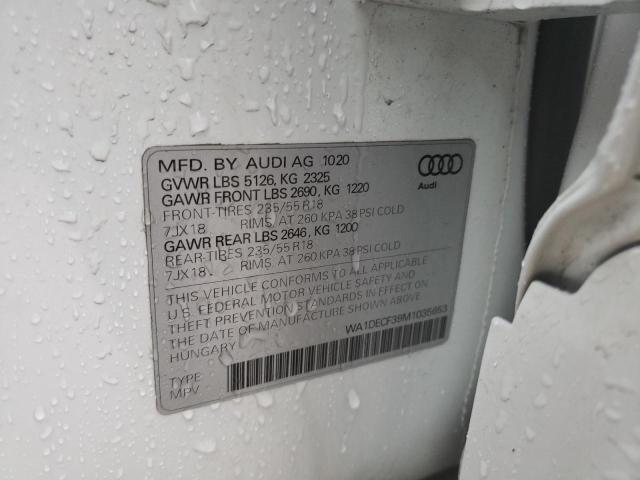 MFD. BY AUDI AG 1020
GVWR LBS 5126, KG 2325
GAWR FRONT LBS 2690, KG 1220
FRONT-TIRES 235/55 R18
7JX18 RIMS, AT 260 KPA 38 PSI COLD
GAWR REAR LBS 2646, KG 1200
REAR-TIRES 235/55 R18
7JX18 RIMS, AT 260 KPA 38 PSI COLD
THIS VEHICLE CONFORMS TO ALL APPLICABLE
U.S. FEDERAL MOTOR VEHICLE SAFETY AND
THEFT PREVENTION STANDARDS IN EFFECT ON
THE DATE OF MANUFACTURE SHOWN ABOVE.
HUNGARY
WA1DECF39M1035653
TYPE
MPV
Audi